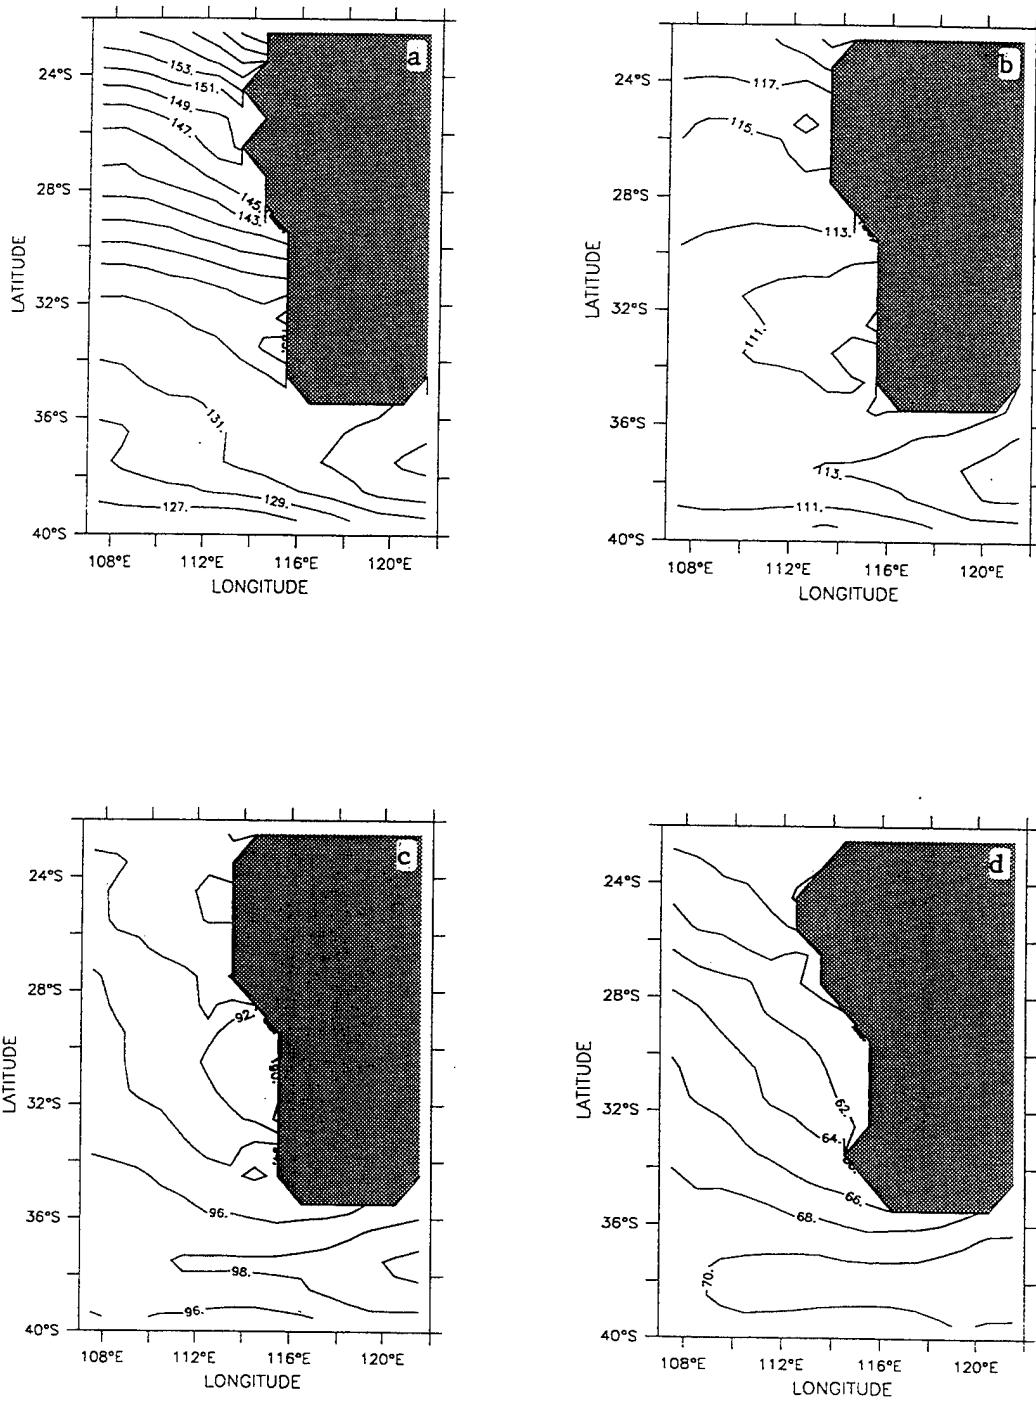 a
24°S
28°S
32°S
36°S
40°S
LATITUDE
153.
151.
149.
147.
145.
143.
131.
129.
127.
108°E 112°E 116°E 120°E
LONGITUDE
b
24°S
28°S
32°S
36°S
40°S
LATITUDE
117.
115.
113.
111.
113.
111.
108°E 112°E 116°E 120°E
LONGITUDE
c
24°S
28°S
32°S
36°S
40°S
LATITUDE
92.
96.
98.
96.
108°E 112°E 116°E 120°E
LONGITUDE
d
24°S
28°S
32°S
36°S
40°S
LATITUDE
62.
64.
66.
68.
70.
108°E 112°E 116°E 120°E
LONGITUDE